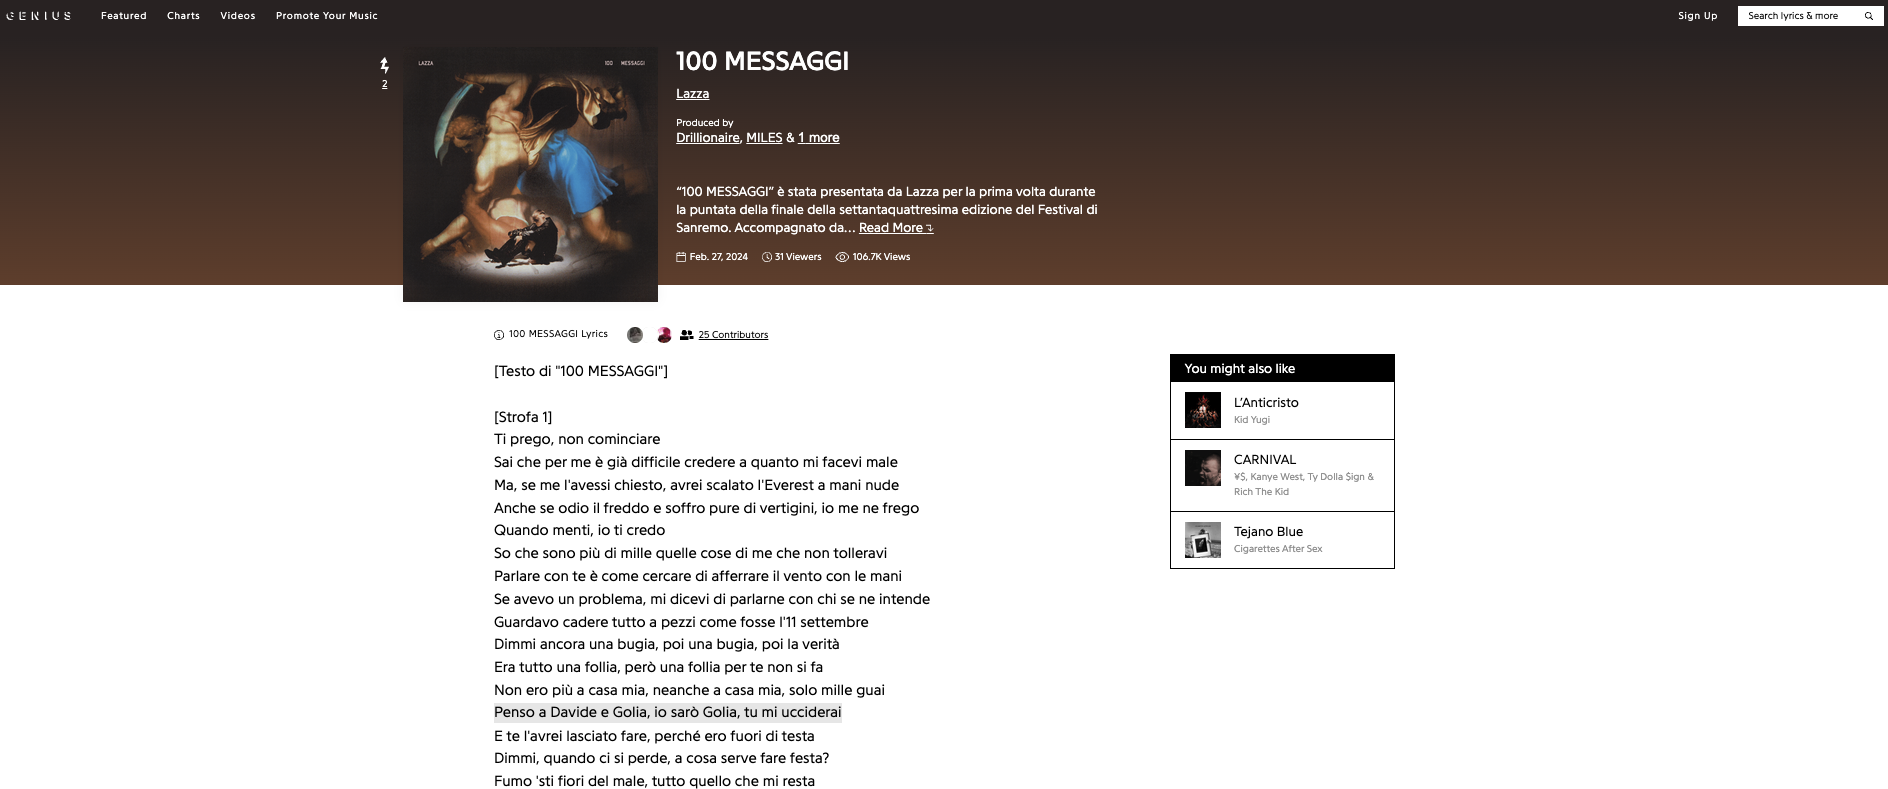 GENIUS
Featured
Charts
Videos
Promote Your Music
Sign Up
Search lyrics & more
2
LAZZA
100 MESSAGGI
100 MESSAGGI
Lazza
Produced by
Drillionaire, MILES & 1 more
“100 MESSAGGI” è stata presentata da Lazza per la prima volta durante
la puntata della finale della settantaquattresima edizione del Festival di
Sanremo. Accompagnato da… Read More
Feb. 27, 2024
31 Viewers
106.7K Views
100 MESSAGGI Lyrics
25 Contributors
[Testo di "100 MESSAGGI"]
[Strofa 1]
Ti prego, non cominciare
Sai che per me è già difficile credere a quanto mi facevi male
Ma, se me l'avessi chiesto, avrei scalato l'Everest a mani nude
Anche se odio il freddo e soffro pure di vertigini, io me ne frego
Quando menti, io ti credo
So che sono più di mille quelle cose di me che non tolleravi
Parlare con te è come cercare di afferrare il vento con le mani
Se avevo un problema, mi dicevi di parlarne con chi se ne intende
Guardavo cadere tutto a pezzi come fosse l'11 settembre
Dimmi ancora una bugia, poi una bugia, poi la verità
Era tutto una follia, però una follia per te non si fa
Non ero più a casa mia, neanche a casa mia, solo mille guai
Penso a Davide e Golia, io sarò Golia, tu mi ucciderai
E te l'avrei lasciato fare, perché ero fuori di testa
Dimmi, quando ci si perde, a cosa serve fare festa?
Fumo 'sti fiori del male, tutto quello che mi resta
You might also like
L’Anticristo
Kid Yugi
CARNIVAL
¥$, Kanye West, Ty Dolla $ign &
Rich The Kid
Tejano Blue
Cigarettes After Sex